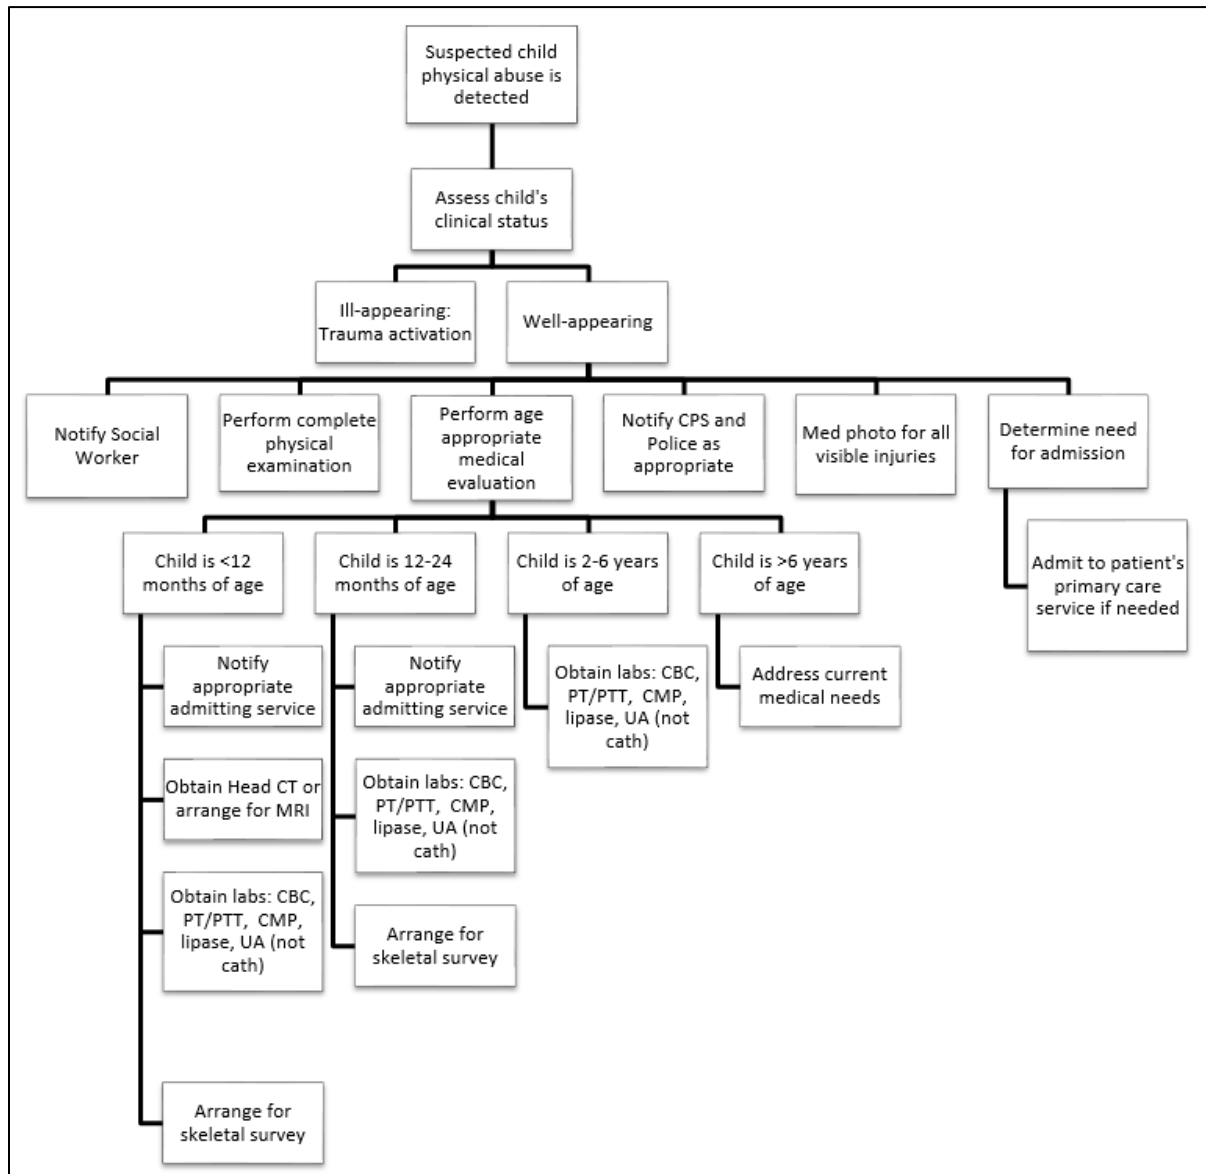 Suspected child
physical abuse is
detected
Assess child's
clinical status
Ill-appearing:
Trauma activation
Well-appearing
Notify Social
Worker
Perform complete
physical
examination
Perform age
appropriate
medical
evaluation
Notify CPS and
Police as
appropriate
Med photo for all
visible injuries
Determine need
for admission
Admit to patient's
primary care
service if needed
Child is <12
months of age
Child is 12-24
months of age
Child is 2-6 years
of age
Child is >6 years
of age
Notify
appropriate
admitting service
Obtain Head CT or
arrange for MRI
Obtain labs: CBC,
PT/PTT, CMP,
lipase, UA (not
cath)
Arrange for
skeletal survey
Notify
appropriate
admitting service
Obtain labs: CBC,
PT/PTT, CMP,
lipase, UA (not
cath)
Arrange for
skeletal survey
Obtain labs: CBC,
PT/PTT, CMP,
lipase, UA (not
cath)
Address current
medical needs